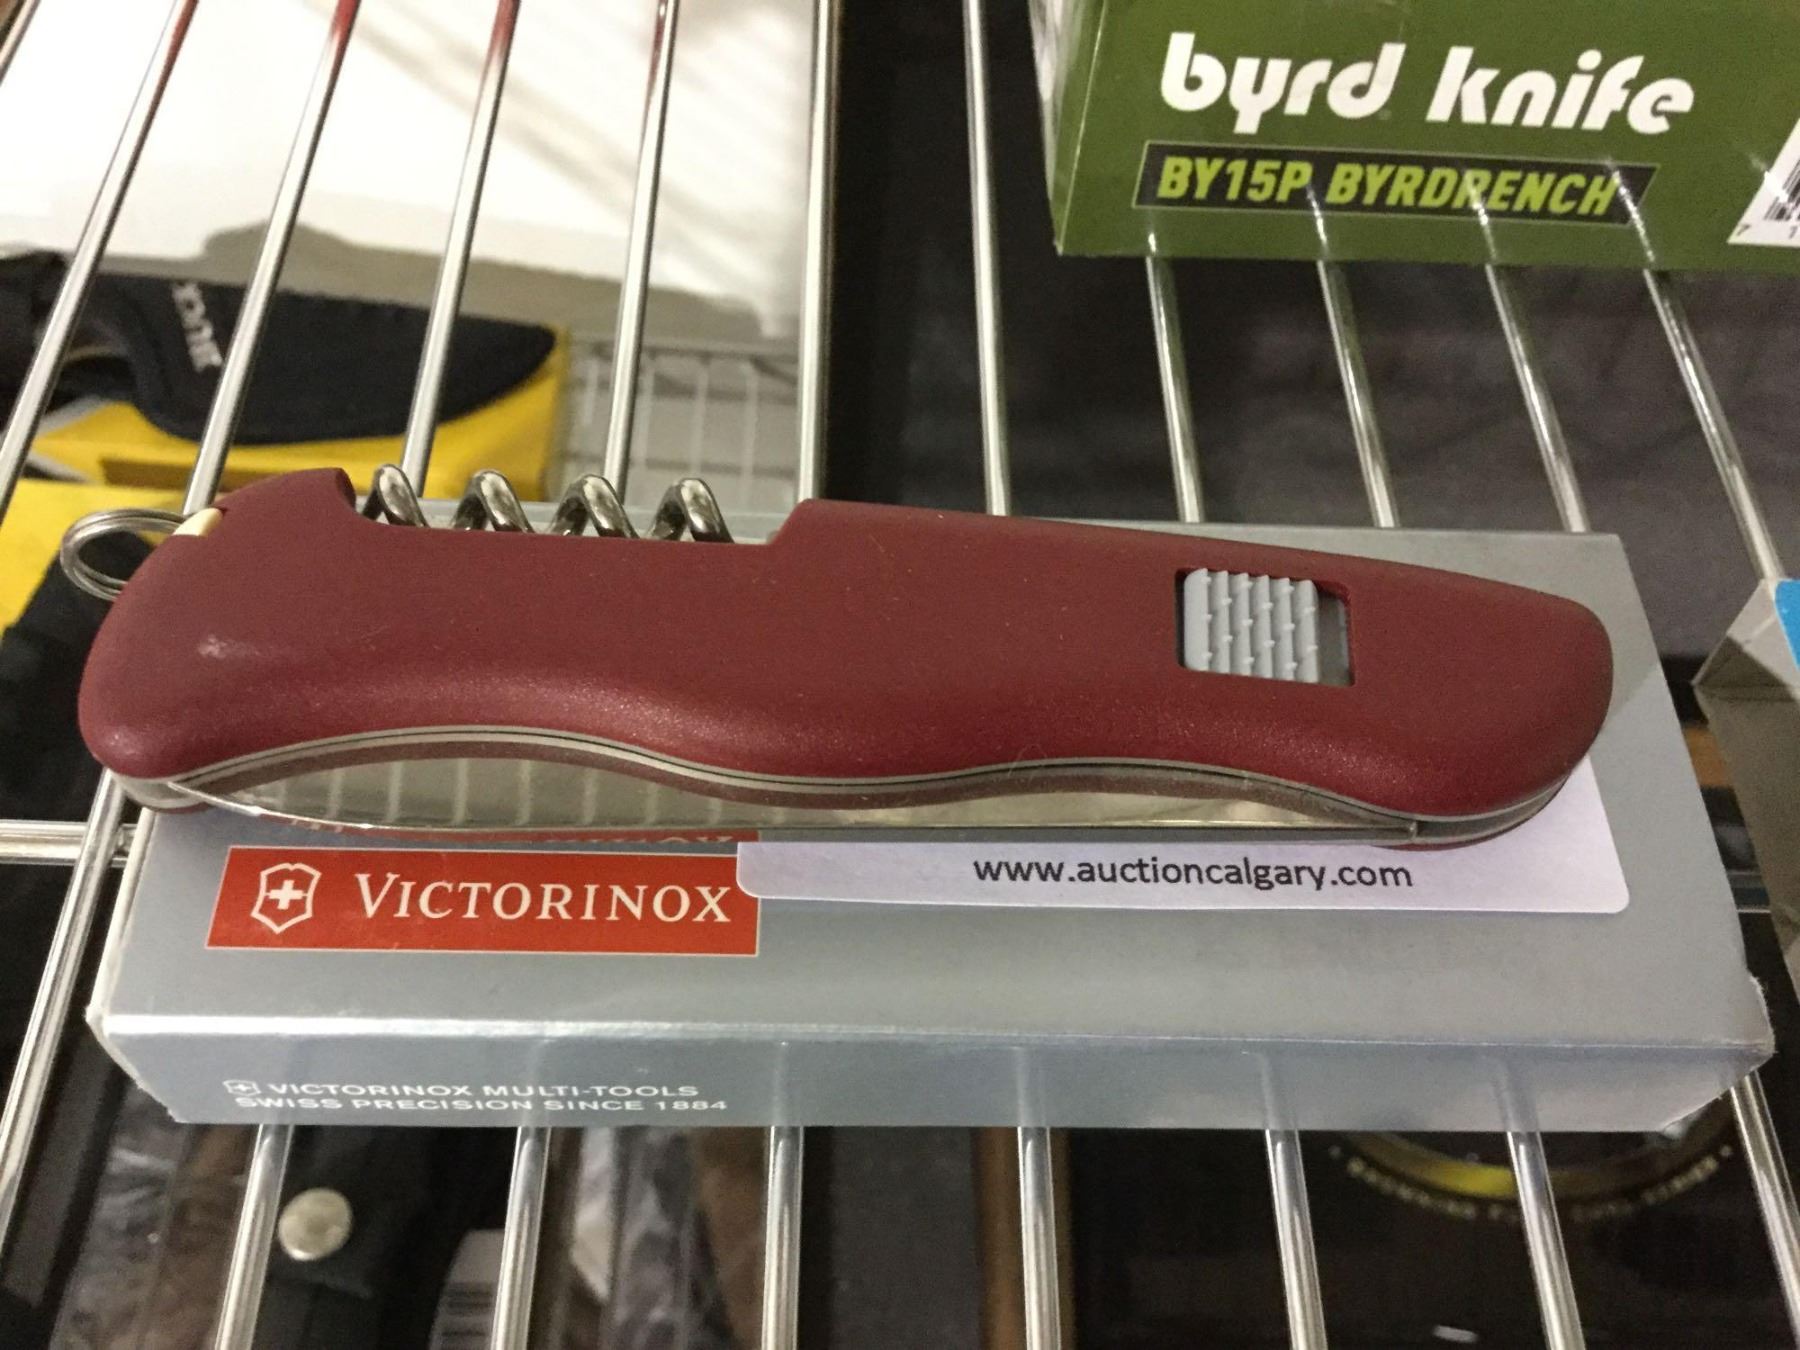 byrd knife
BY15P BYRDRENCH
www.auctioncalgary.com
VICTORINOX
VICTORINOX MULTI-TOOLS
SWISS PRECISION SINCE 1884